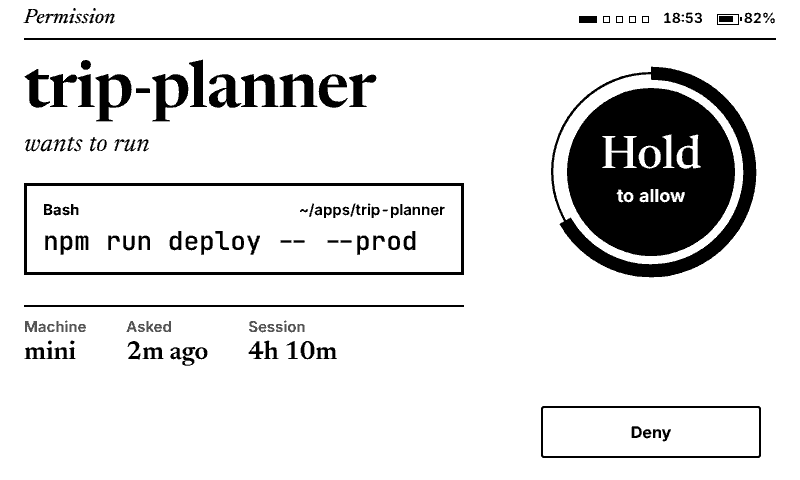 Permission
18:53 82%
trip-planner
wants to run
Bash ~/apps/trip-planner
npm run deploy -- --prod
Machine Asked Session
mini 2m ago 4h 10m
Hold
to allow
Deny